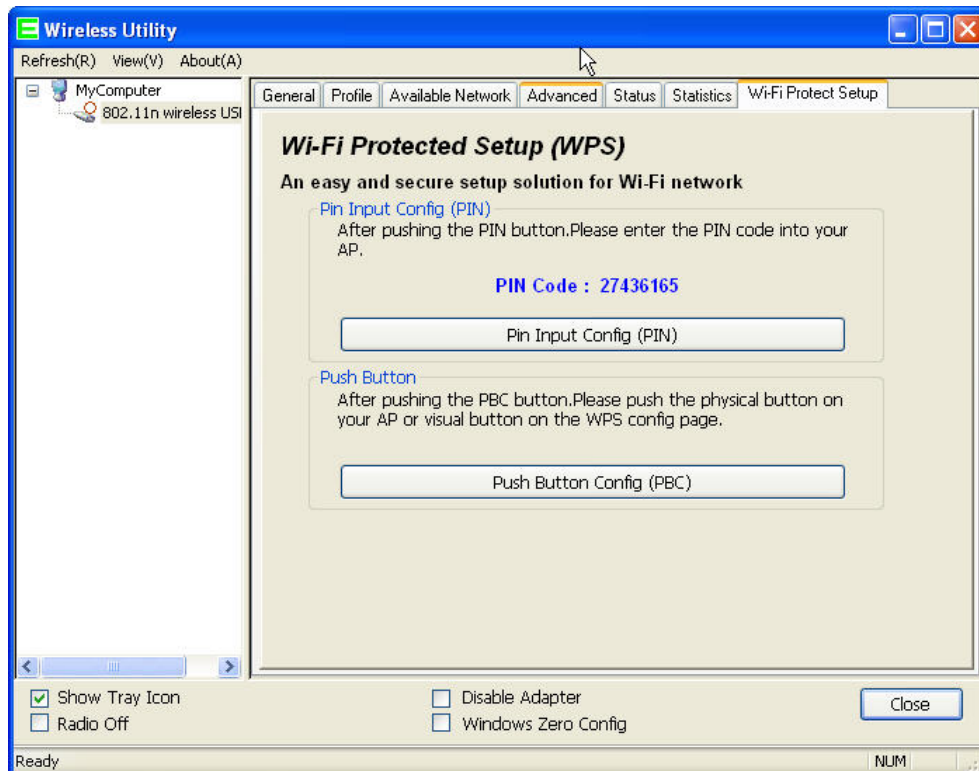 Wireless Utility
Refresh(R) View(V) About(A)
MyComputer
802.11n wireless USI
General Profile Available Network Advanced Status Statistics Wi-Fi Protect Setup
Wi-Fi Protected Setup (WPS)
An easy and secure setup solution for Wi-Fi network
Pin Input Config (PIN)
After pushing the PIN button.Please enter the PIN code into your
AP.
PIN Code : 27436165
Pin Input Config (PIN)
Push Button
After pushing the PBC button.Please push the physical button on
your AP or visual button on the WPS config page.
Push Button Config (PBC)
Show Tray Icon
Radio Off
Disable Adapter
Windows Zero Config
Close
Ready
NUM